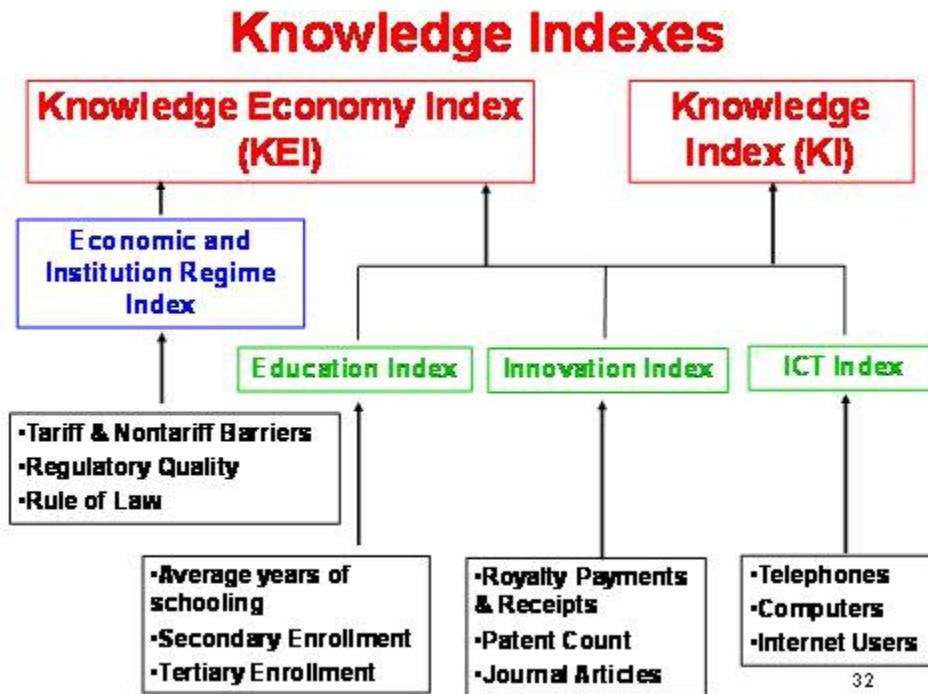 Knowledge Indexes
Knowledge Economy Index
(KEI)
Knowledge
Index (KI)
Economic and
Institution Regime
Index
Education Index
Innovation Index
ICT Index
•Tariff & Nontariff Barriers
•Regulatory Quality
•Rule of Law
•Average years of
schooling
•Secondary Enrollment
•Tertiary Enrollment
•Royalty Payments
& Receipts
•Patent Count
•Journal Articles
•Telephones
•Computers
•Internet Users
32